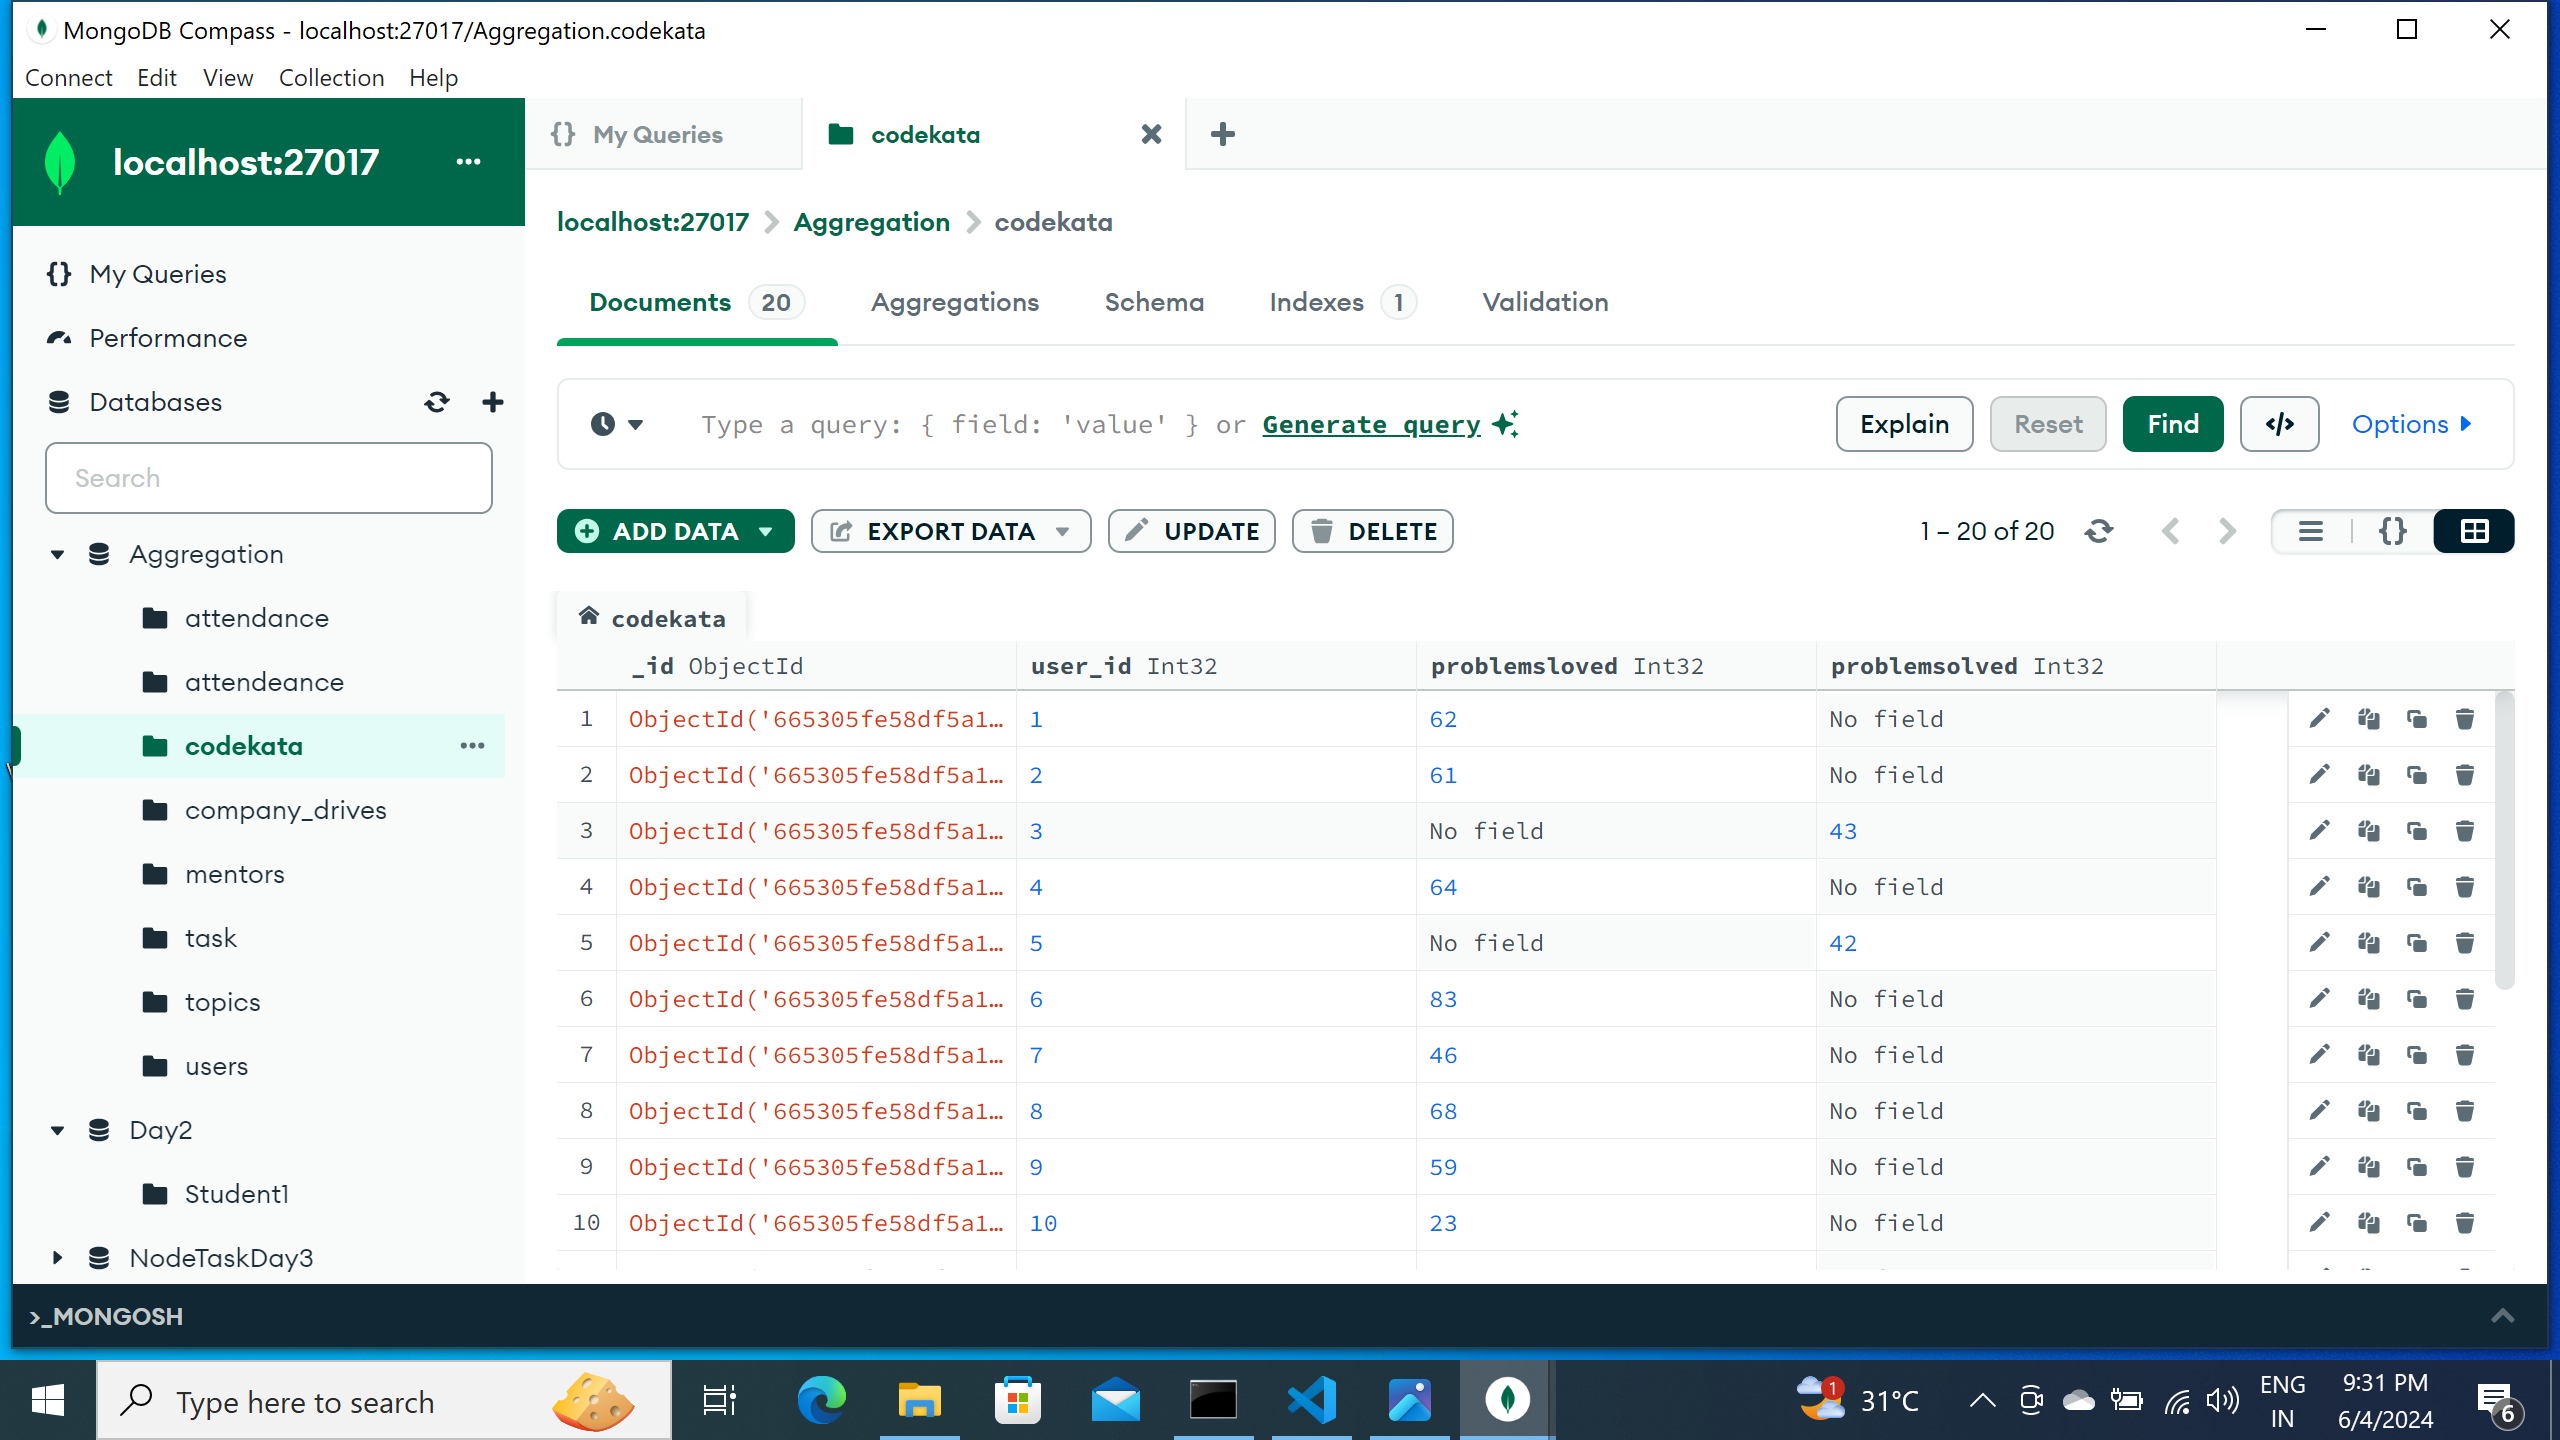 MongoDB Compass - localhost:27017/Aggregation.codekata
Connect Edit View Collection Help
localhost:27017 •••
{} My Queries
codekata
localhost:27017 > Aggregation > codekata
My Queries
Performance
Databases
Search
Documents 20 Aggregations Schema Indexes 1 Validation
Type a query: { field: 'value' } or Generate query
Explain Reset Find </> Options
ADD DATA EXPORT DATA UPDATE DELETE
1 – 20 of 20
Aggregation
attendance
attendeance
codekata •••
company_drives
mentors
task
topics
users
Day2
Student1
NodeTaskDay3
codekata
_id ObjectId user_id Int32 problemsloved Int32 problemsolved Int32
1 ObjectId('665305fe58df5a1… 1 62 No field
2 ObjectId('665305fe58df5a1… 2 61 No field
3 ObjectId('665305fe58df5a1… 3 No field 43
4 ObjectId('665305fe58df5a1… 4 64 No field
5 ObjectId('665305fe58df5a1… 5 No field 42
6 ObjectId('665305fe58df5a1… 6 83 No field
7 ObjectId('665305fe58df5a1… 7 46 No field
8 ObjectId('665305fe58df5a1… 8 68 No field
9 ObjectId('665305fe58df5a1… 9 59 No field
10 ObjectId('665305fe58df5a1… 10 23 No field
>_MONGOSH
Type here to search
1 31°C
ENG
IN
9:31 PM
6/4/2024
6